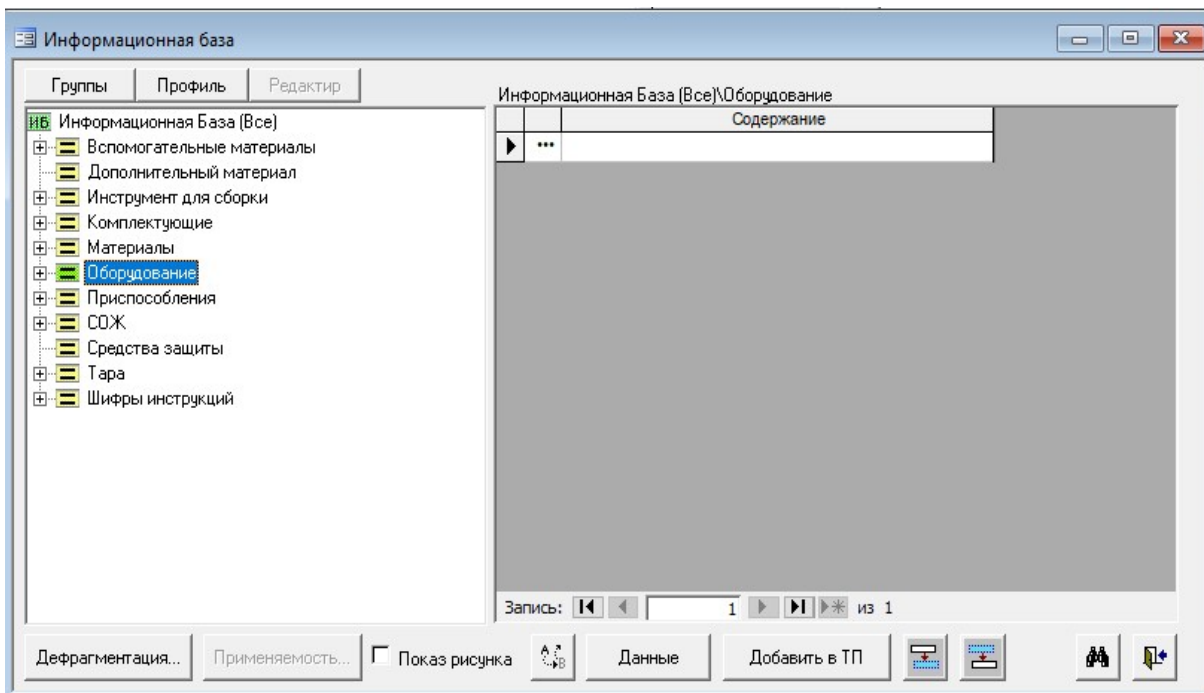 Информационная база
Группы Профиль Редактир
Информационная База (Все)\Оборудование
ИБ Информационная База (Все)
Вспомогательные материалы
Дополнительный материал
Инструмент для сборки
Комплектующие
Материалы
Оборудование
Приспособления
СОЖ
Средства защиты
Тара
Шифры инструкций
Содержание
Запись: 1 из 1
Дефрагментация... Применяемость... Показ рисунка Данные Добавить в ТП